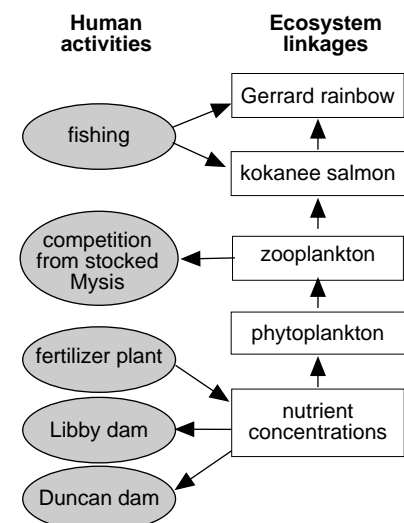 Human
activities
Ecosystem
linkages
Gerrard rainbow
fishing
kokanee salmon
competition
from stocked
Mysis
zooplankton
phytoplankton
fertilizer plant
nutrient
concentrations
Libby dam
Duncan dam